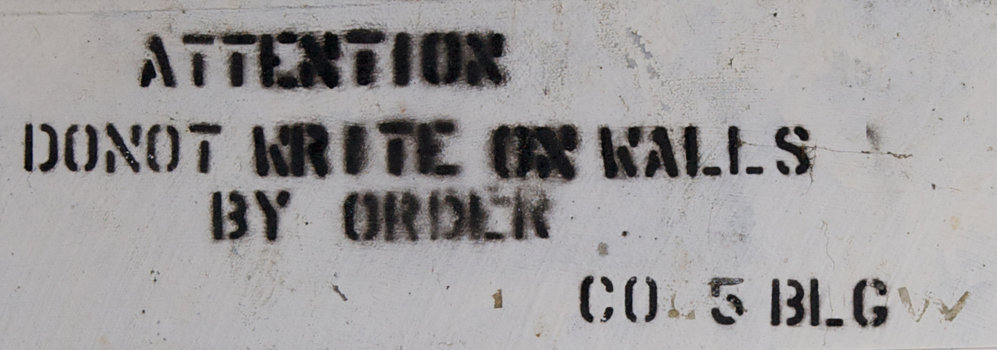 ATTENTION
DONOT WRITE ON WALLS
BY ORDER
CO 5 BLG